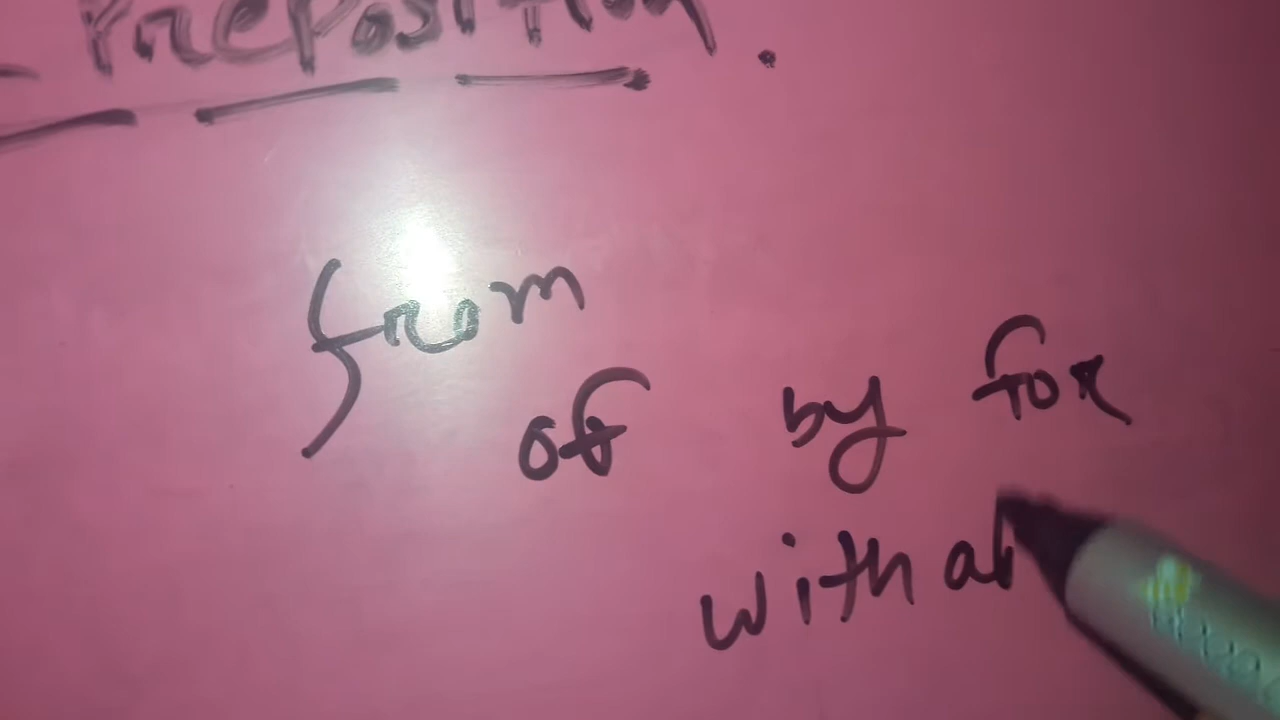 Preposition.
from
of by for
with a